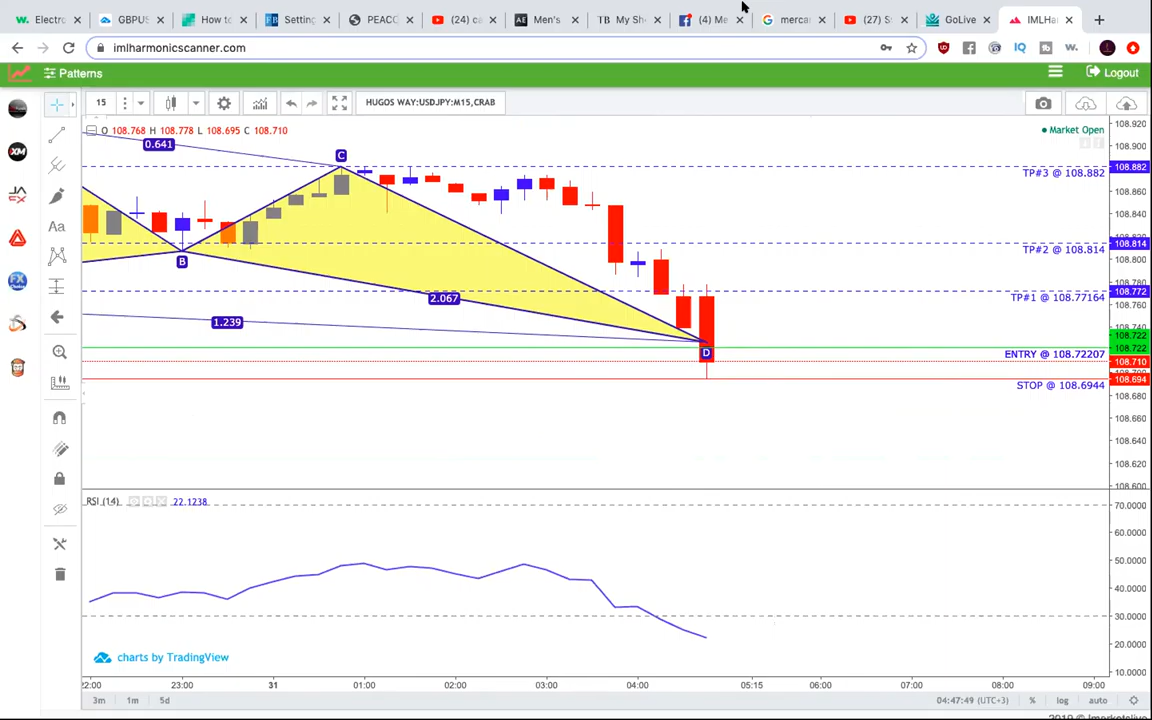 Electro
GBPUS
How to
Setting
PEACO
(24) ca
Men's
My Sh
(4) Me
mercar
(27) S
GoLive
IMLHa
imlharmonicscanner.com
Patterns
Logout
15
HUGOS WAY:USDJPY:M15,CRAB
O 108.768 H 108.778 L 108.695 C 108.710
Market Open
0.641
C
B
2.067
1.239
D
TP#3 @ 108.882
TP#2 @ 108.814
TP#1 @ 108.77164
ENTRY @ 108.72207
STOP @ 108.6944
108.920
108.900
108.882
108.860
108.840
108.814
108.800
108.772
108.760
108.740
108.722
108.722
108.710
108.694
108.680
108.660
108.640
108.620
108.600
RSI (14)
22.1238
70.0000
60.0000
50.0000
40.0000
30.0000
20.0000
10.0000
charts by TradingView
22:00 23:00 31 01:00 02:00 03:00 04:00 05:15 06:00 07:00 08:00 09:00
3m 1m 5d
04:47:49 (UTC+3) % log auto